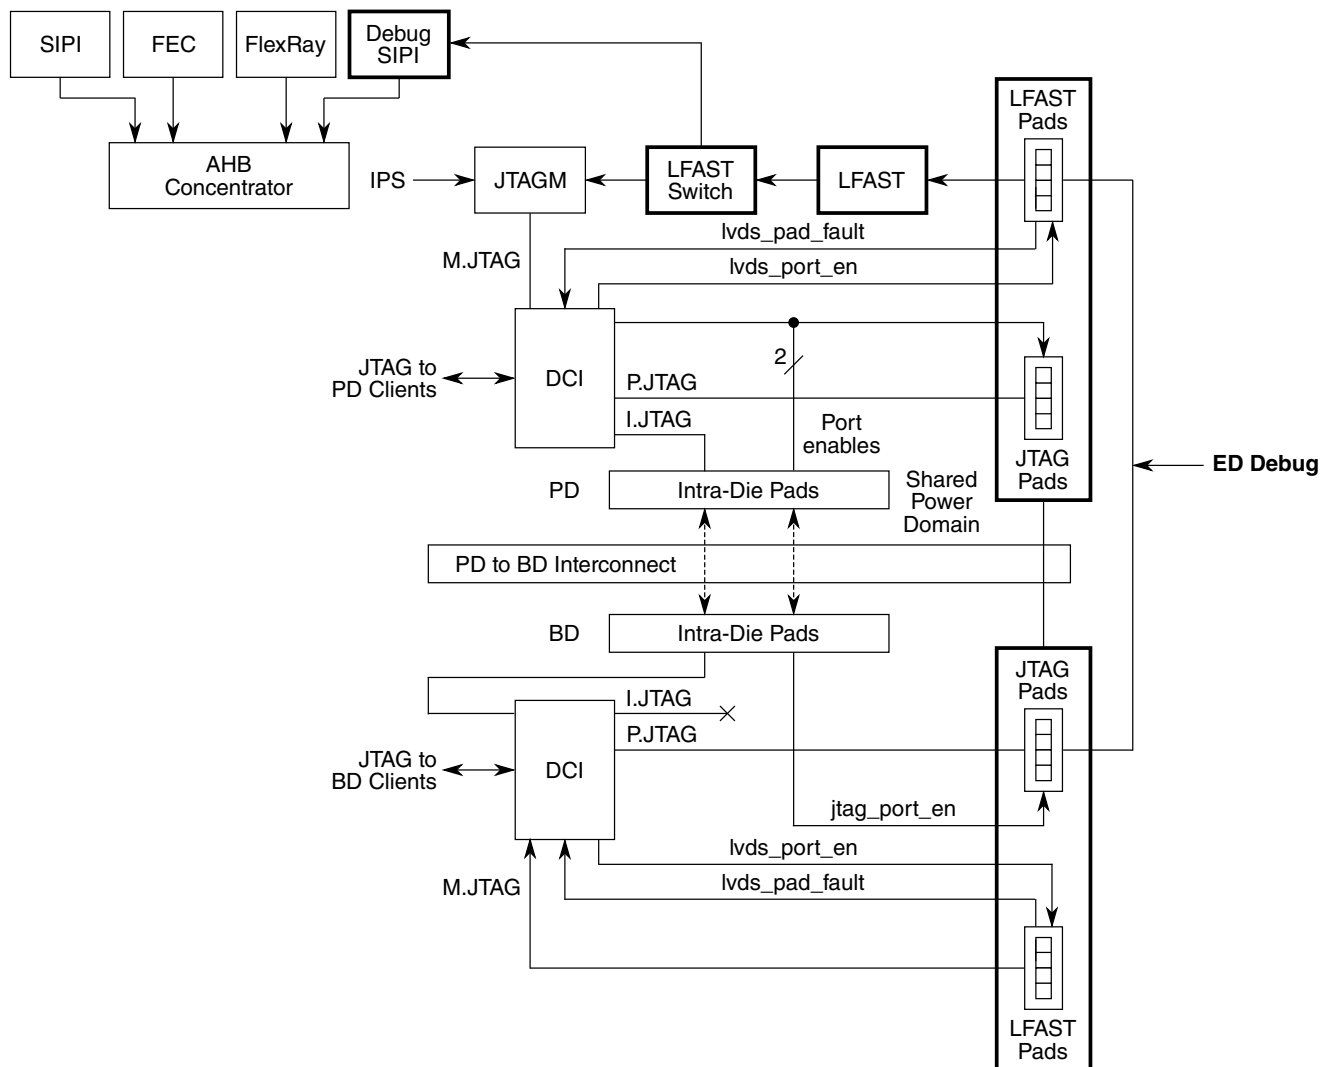 SIPI
FEC
FlexRay
Debug
SIPI
AHB
Concentrator
IPS
JTAGM
LFAST
Switch
LFAST
LFAST
Pads
lvds_pad_fault
M.JTAG
lvds_port_en
2
JTAG to
PD Clients
DCI
P.JTAG
I.JTAG
Port
enables
JTAG
Pads
ED Debug
PD
Intra-Die Pads
Shared
Power
Domain
PD to BD Interconnect
BD
Intra-Die Pads
JTAG
Pads
I.JTAG
P.JTAG
JTAG to
BD Clients
DCI
jtag_port_en
lvds_port_en
M.JTAG
lvds_pad_fault
LFAST
Pads